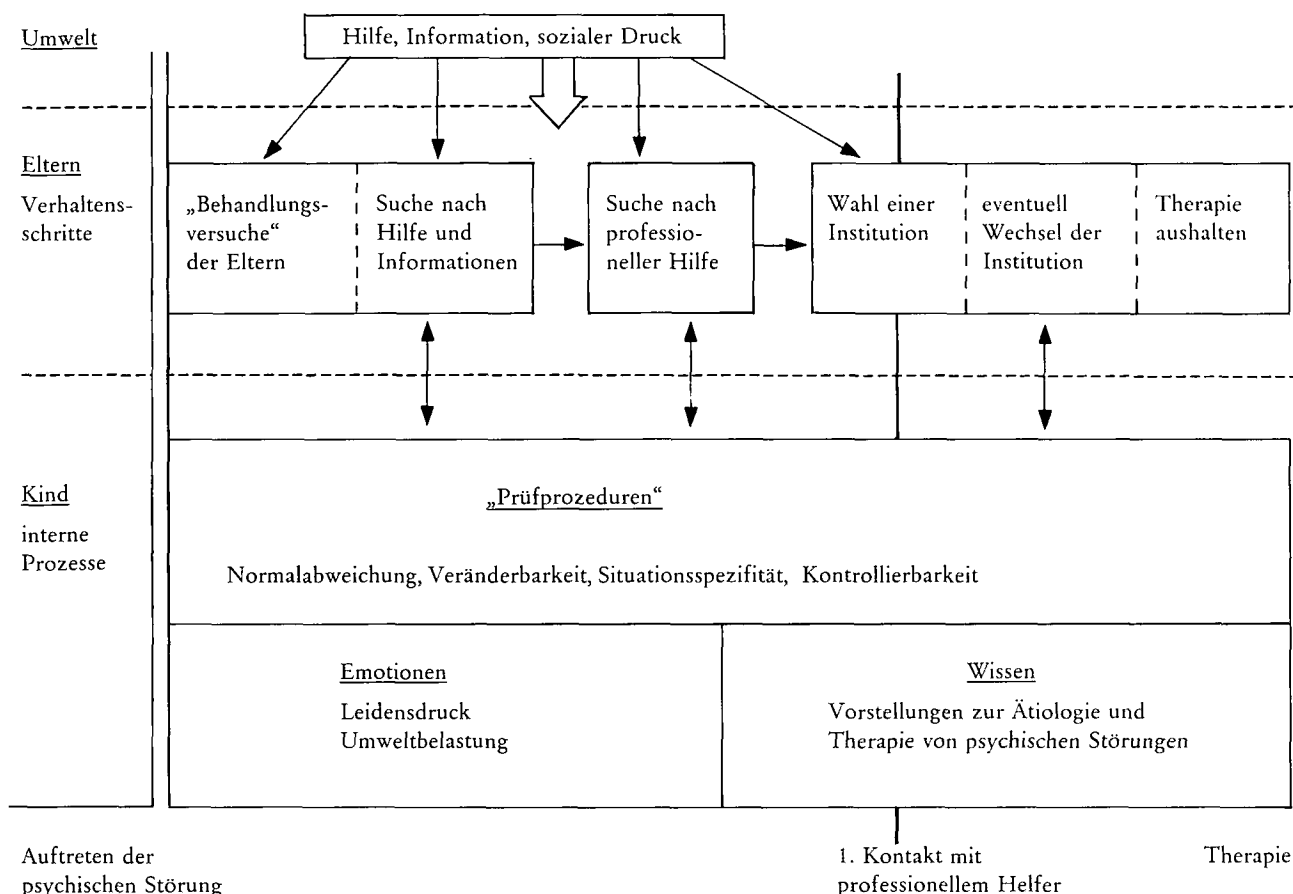 Umwelt
Hilfe, Information, sozialer Druck
Eltern
Verhaltens-
schritte
„Behandlungs-
versuche“
der Eltern
Suche nach
Hilfe und
Informationen
Suche nach
professio-
neller Hilfe
Wahl einer
Institution
eventuell
Wechsel der
Institution
Therapie
aushalten
Kind
interne
Prozesse
„Prüfprozeduren“
Normalabweichung, Veränderbarkeit, Situationsspezifität, Kontrollierbarkeit
Emotionen
Leidensdruck
Umweltbelastung
Wissen
Vorstellungen zur Ätiologie und
Therapie von psychischen Störungen
Auftreten der
psychischen Störung
1. Kontakt mit
professionellem Helfer
Therapie